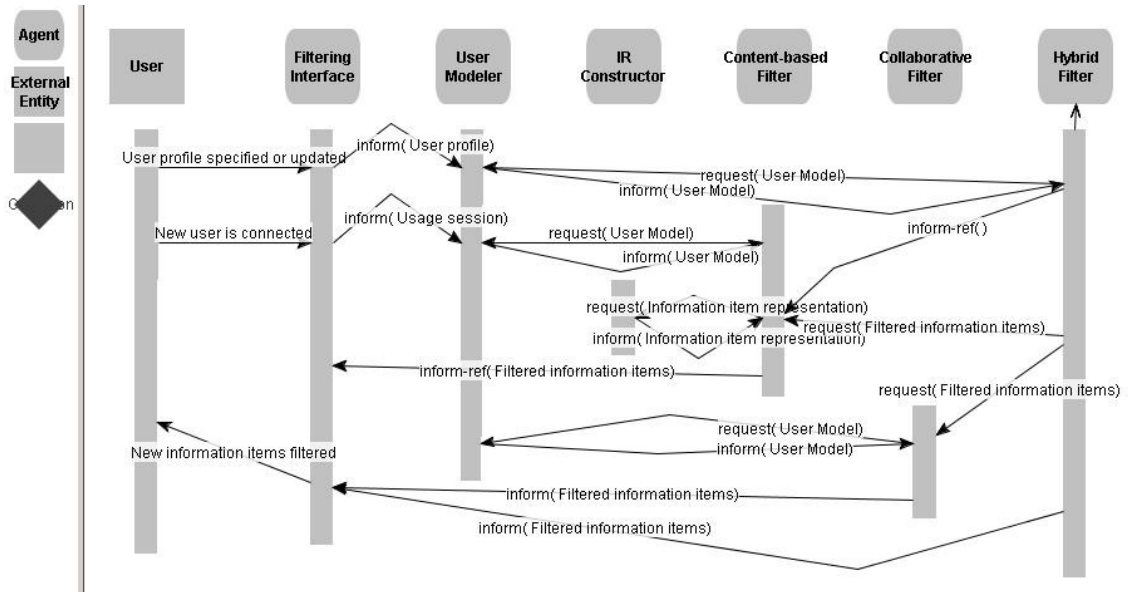 Agent
External
Entity
User
Filtering
Interface
User
Modeler
IR
Constructor
Content-based
Filter
Collaborative
Filter
Hybrid
Filter
inform( User profile)
User profile specified or updated
request( User Model)
inform( User Model)
inform( Usage session)
inform-ref( )
New user is connected
request( User Model)
inform( User Model)
request( Information item representation)
request( Filtered information items)
inform( Information item representation)
inform-ref( Filtered information items)
request( Filtered information items)
request( User Model)
New information items filtered
inform( User Model)
inform( Filtered information items)
inform( Filtered information items)